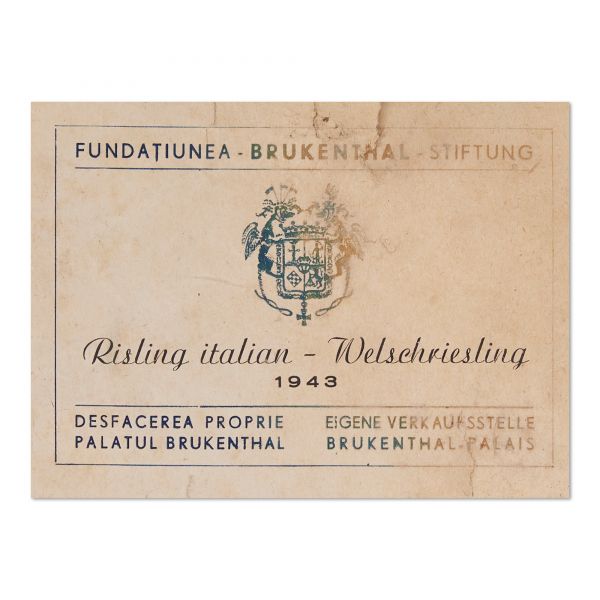 FUNDAȚIUNEA - BRUKENTHAL - STIFTUNG
Risling italian - Welschriesling
1943
DESFACEREA PROPRIE EIGENE VERKAUFSSTELLE
PALATUL BRUKENTHAL BRUKENTHAL-PALAIS